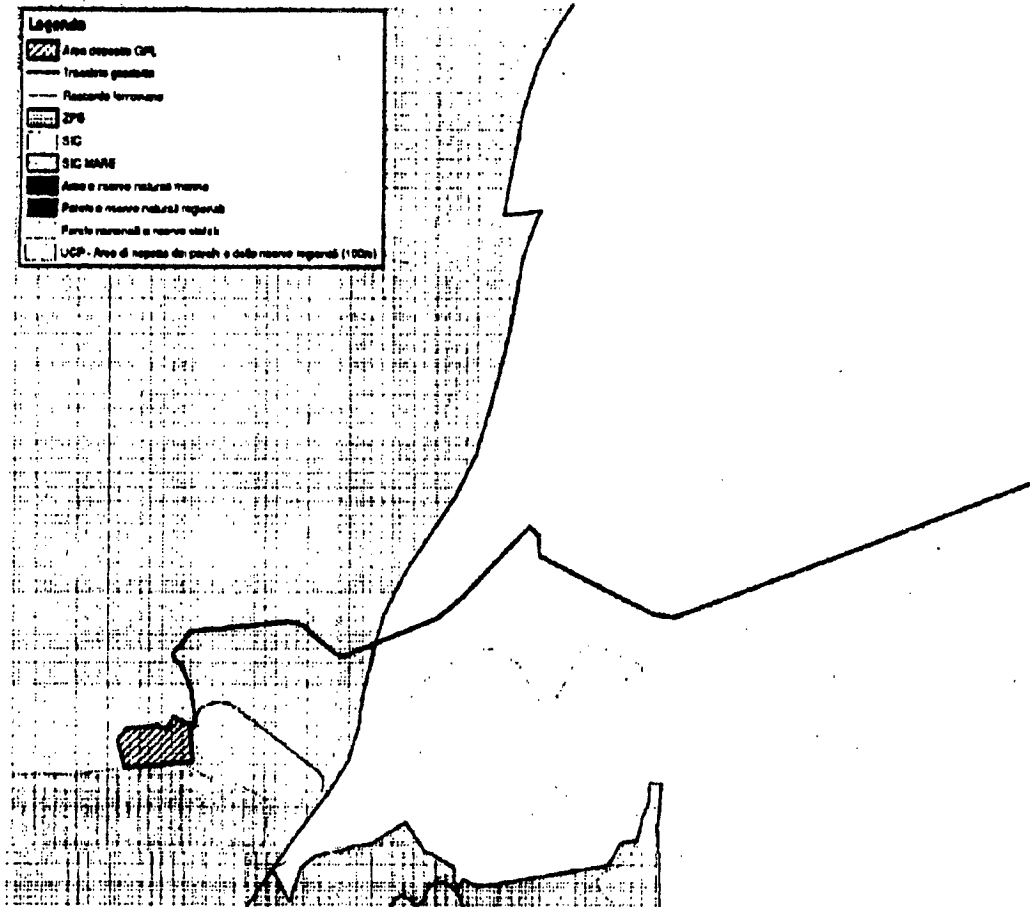 Legenda
Area deposito GPL
Tracciato gasdotto
Raccordo ferroviario
ZPS
SIC
SIC MARE
Aree e riserve naturali marine
Parchi e riserve naturali regionali
Parchi nazionali e riserve statali
UCP - Area di rispetto dei parchi e delle riserve regionali (100m)